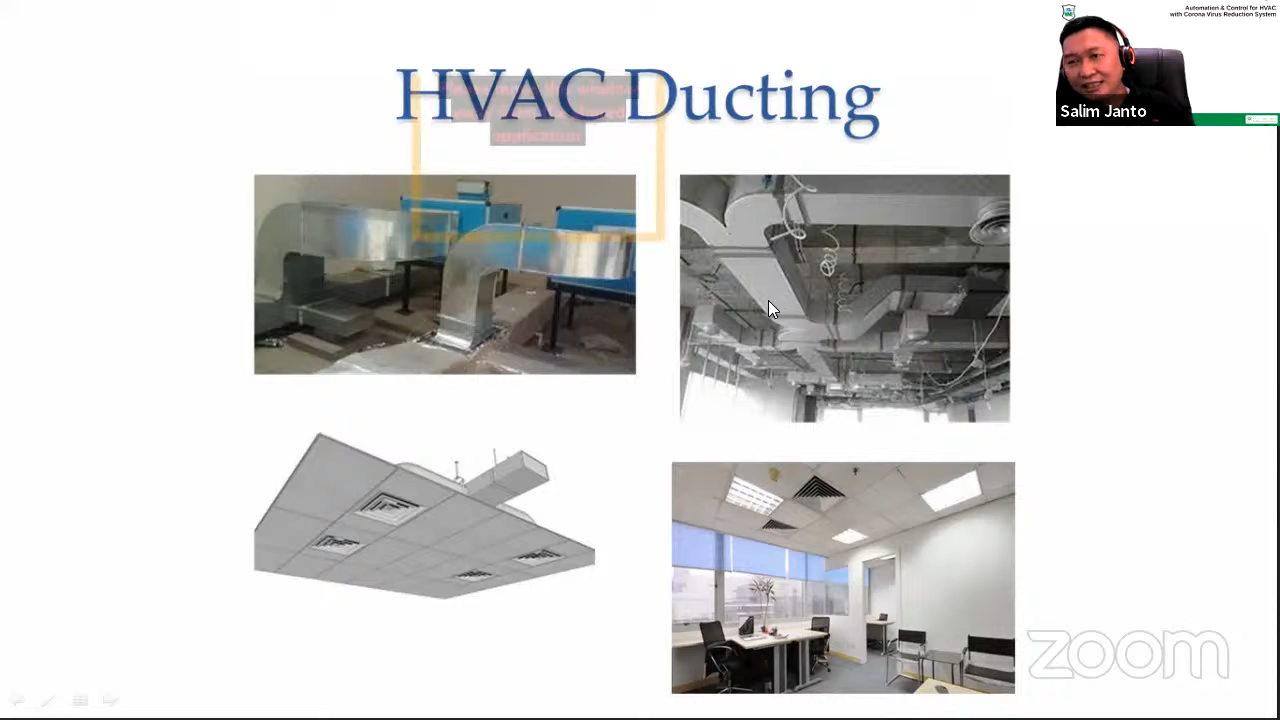 Automation & Control for HVAC
with Corona Virus Reduction System
HVAC Ducting
Salim Janto
zoom